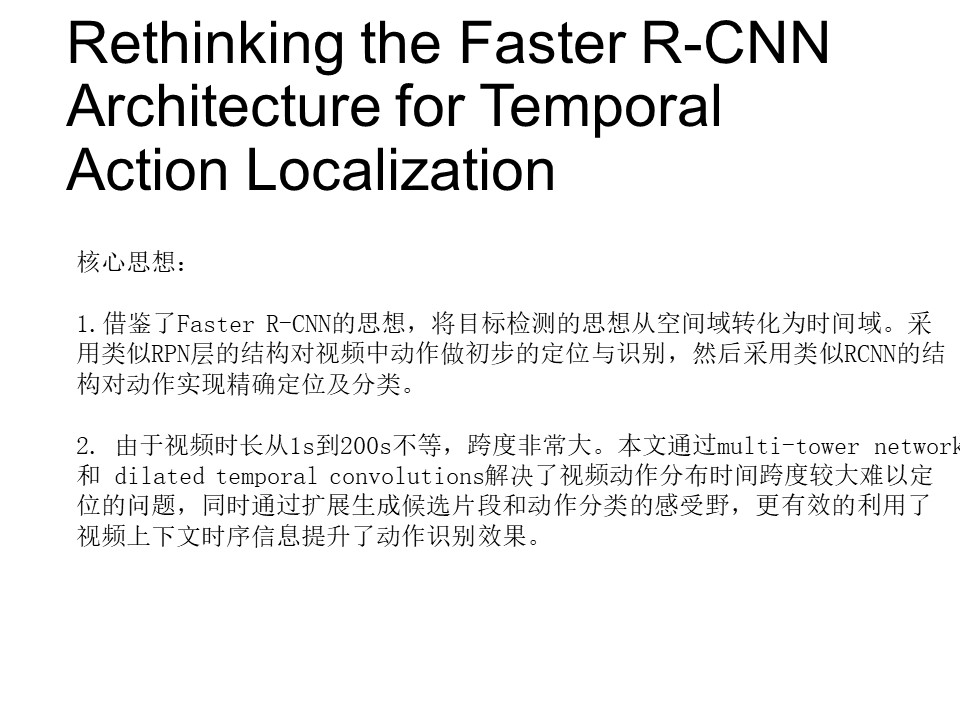 Rethinking the Faster R-CNN
Architecture for Temporal
Action Localization
核心思想：
1.借鉴了Faster R-CNN的思想，将目标检测的思想从空间域转化为时间域。采
用类似RPN层的结构对视频中动作做初步的定位与识别，然后采用类似RCNN的结
构对动作实现精确定位及分类。
2. 由于视频时长从1s到200s不等，跨度非常大。本文通过multi-tower network
和 dilated temporal convolutions解决了视频动作分布时间跨度较大难以定
位的问题，同时通过扩展生成候选片段和动作分类的感受野，更有效的利用了
视频上下文时序信息提升了动作识别效果。